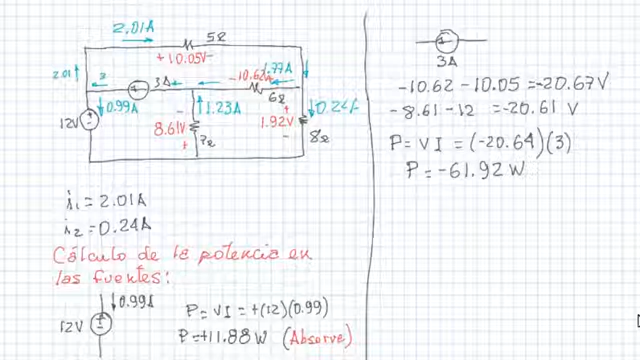 2.01A
5Ω
+ 10.05V -
2.01
2
3A
-10.62
1.77A
6Ω
0.99A
1.23A
0.24A
12V
8.61V
7Ω
1.92V
8Ω
3A
-10.62 -10.05 = -20.67V
-8.61 -12 = -20.61 V
P = VI = (-20.64)(3)
P = -61.92 W
i₁ = 2.01A
i₂ = 0.24A
Cálculo de la potencia en
las fuentes:
0.99A
12V
P = VI = +(12)(0.99)
P = +11.88 W (Absorve)